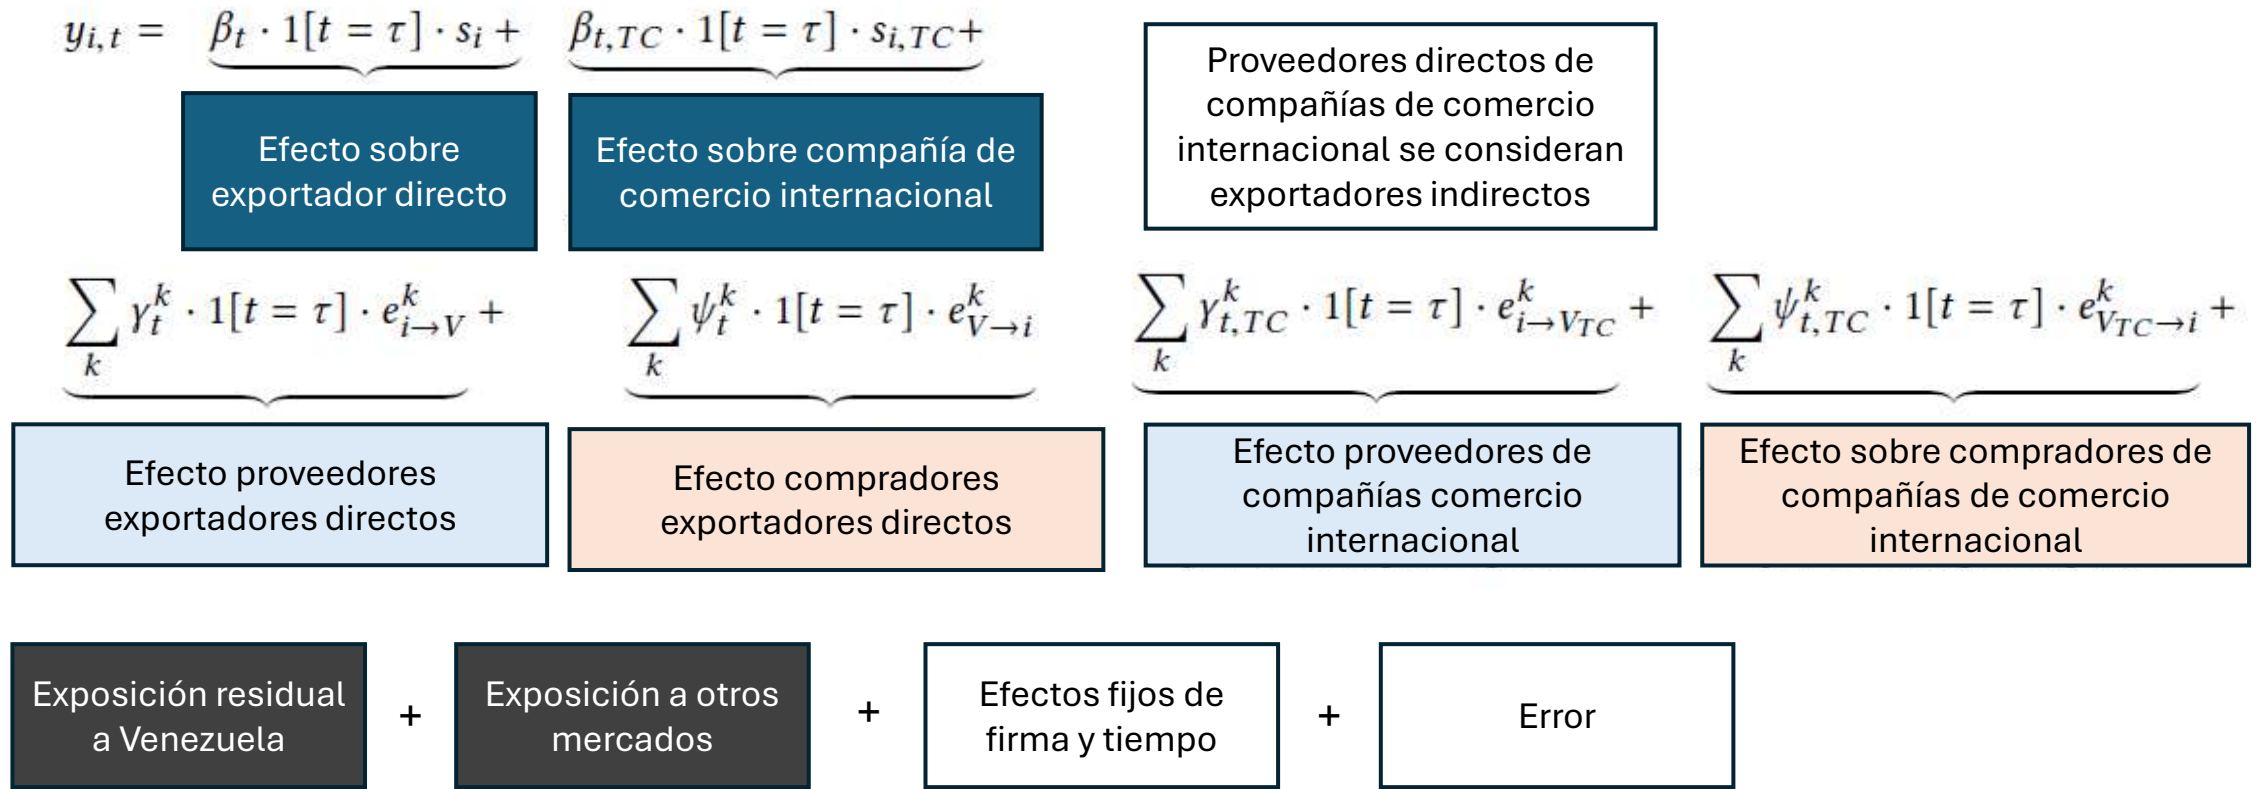 y_{i,t} = β_t · 1[t = τ] · s_i + β_{t,TC} · 1[t = τ] · s_{i,TC}+
Efecto sobre
exportador directo
Efecto sobre compañía de
comercio internacional
Proveedores directos de
compañías de comercio
internacional se consideran
exportadores indirectos
∑_k γ_t^k · 1[t = τ] · e_{i→V}^k + ∑_k ψ_t^k · 1[t = τ] · e_{V→i}^k ∑_k γ_{t,TC}^k · 1[t = τ] · e_{i→V_{TC}}^k + ∑_k ψ_{t,TC}^k · 1[t = τ] · e_{V_{TC}→i}^k +
Efecto proveedores
exportadores directos
Efecto compradores
exportadores directos
Efecto proveedores de
compañías comercio
internacional
Efecto sobre compradores de
compañías de comercio
internacional
Exposición residual
a Venezuela
+
Exposición a otros
mercados
+
Efectos fijos de
firma y tiempo
+
Error